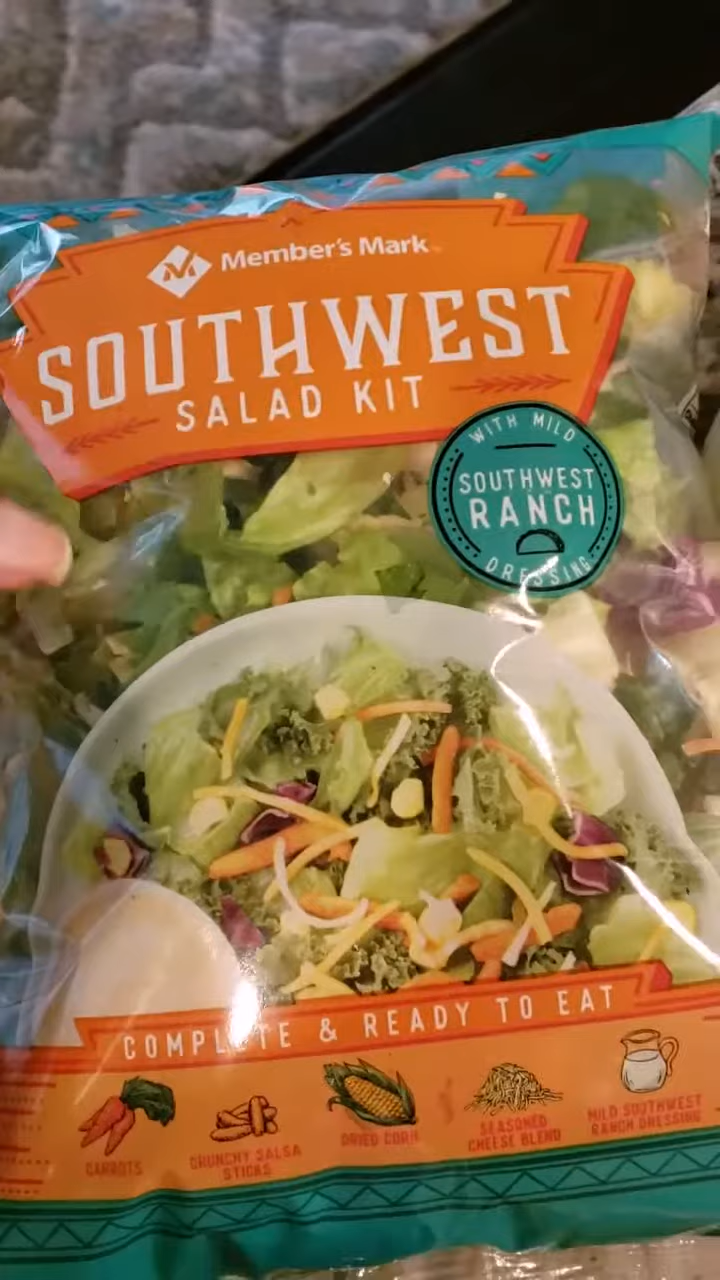 Member's Mark
SOUTHWEST
SALAD KIT
WITH MILD
SOUTHWEST
RANCH
DRESSING
COMPLETE & READY TO EAT
CARROTS
CRUNCHY SALSA
STICKS
DRIED CORN
SEASONED
CHEESE BLEND
MILD SOUTHWEST
RANCH DRESSING